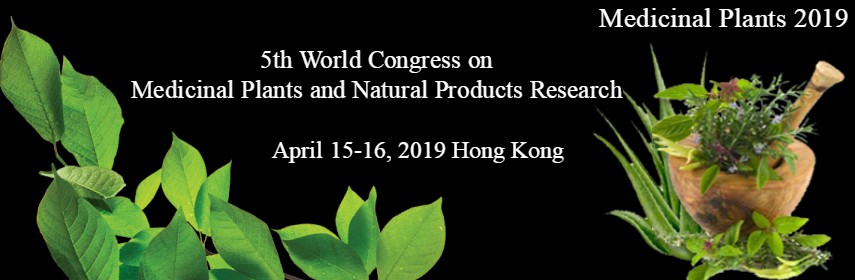 Medicinal Plants 2019
5th World Congress on
Medicinal Plants and Natural Products Research
April 15-16, 2019 Hong Kong